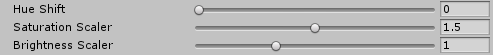 Hue Shift 0
Saturation Scaler 1.5
Brightness Scaler 1